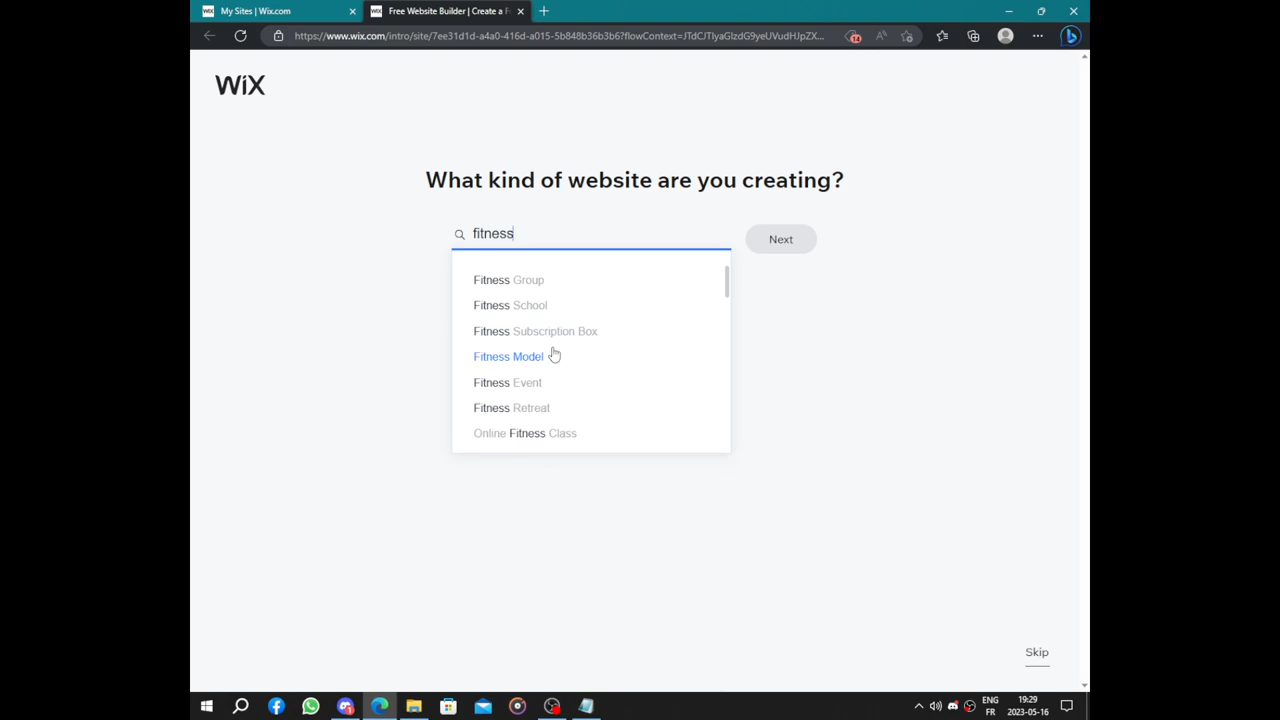 My Sites | Wix.com
Free Website Builder | Create a F
https://www.wix.com/intro/site/7ee31d1d-a4a0-416d-a015-5b848b36b3b6?flowContext=JTdCJTIyaGlzdG9yeUVudHJpZX...
14
WiX
What kind of website are you creating?
fitness
Next
Fitness Group
Fitness School
Fitness Subscription Box
Fitness Model
Fitness Event
Fitness Retreat
Online Fitness Class
Skip
ENG
FR
19:29
2023-05-16